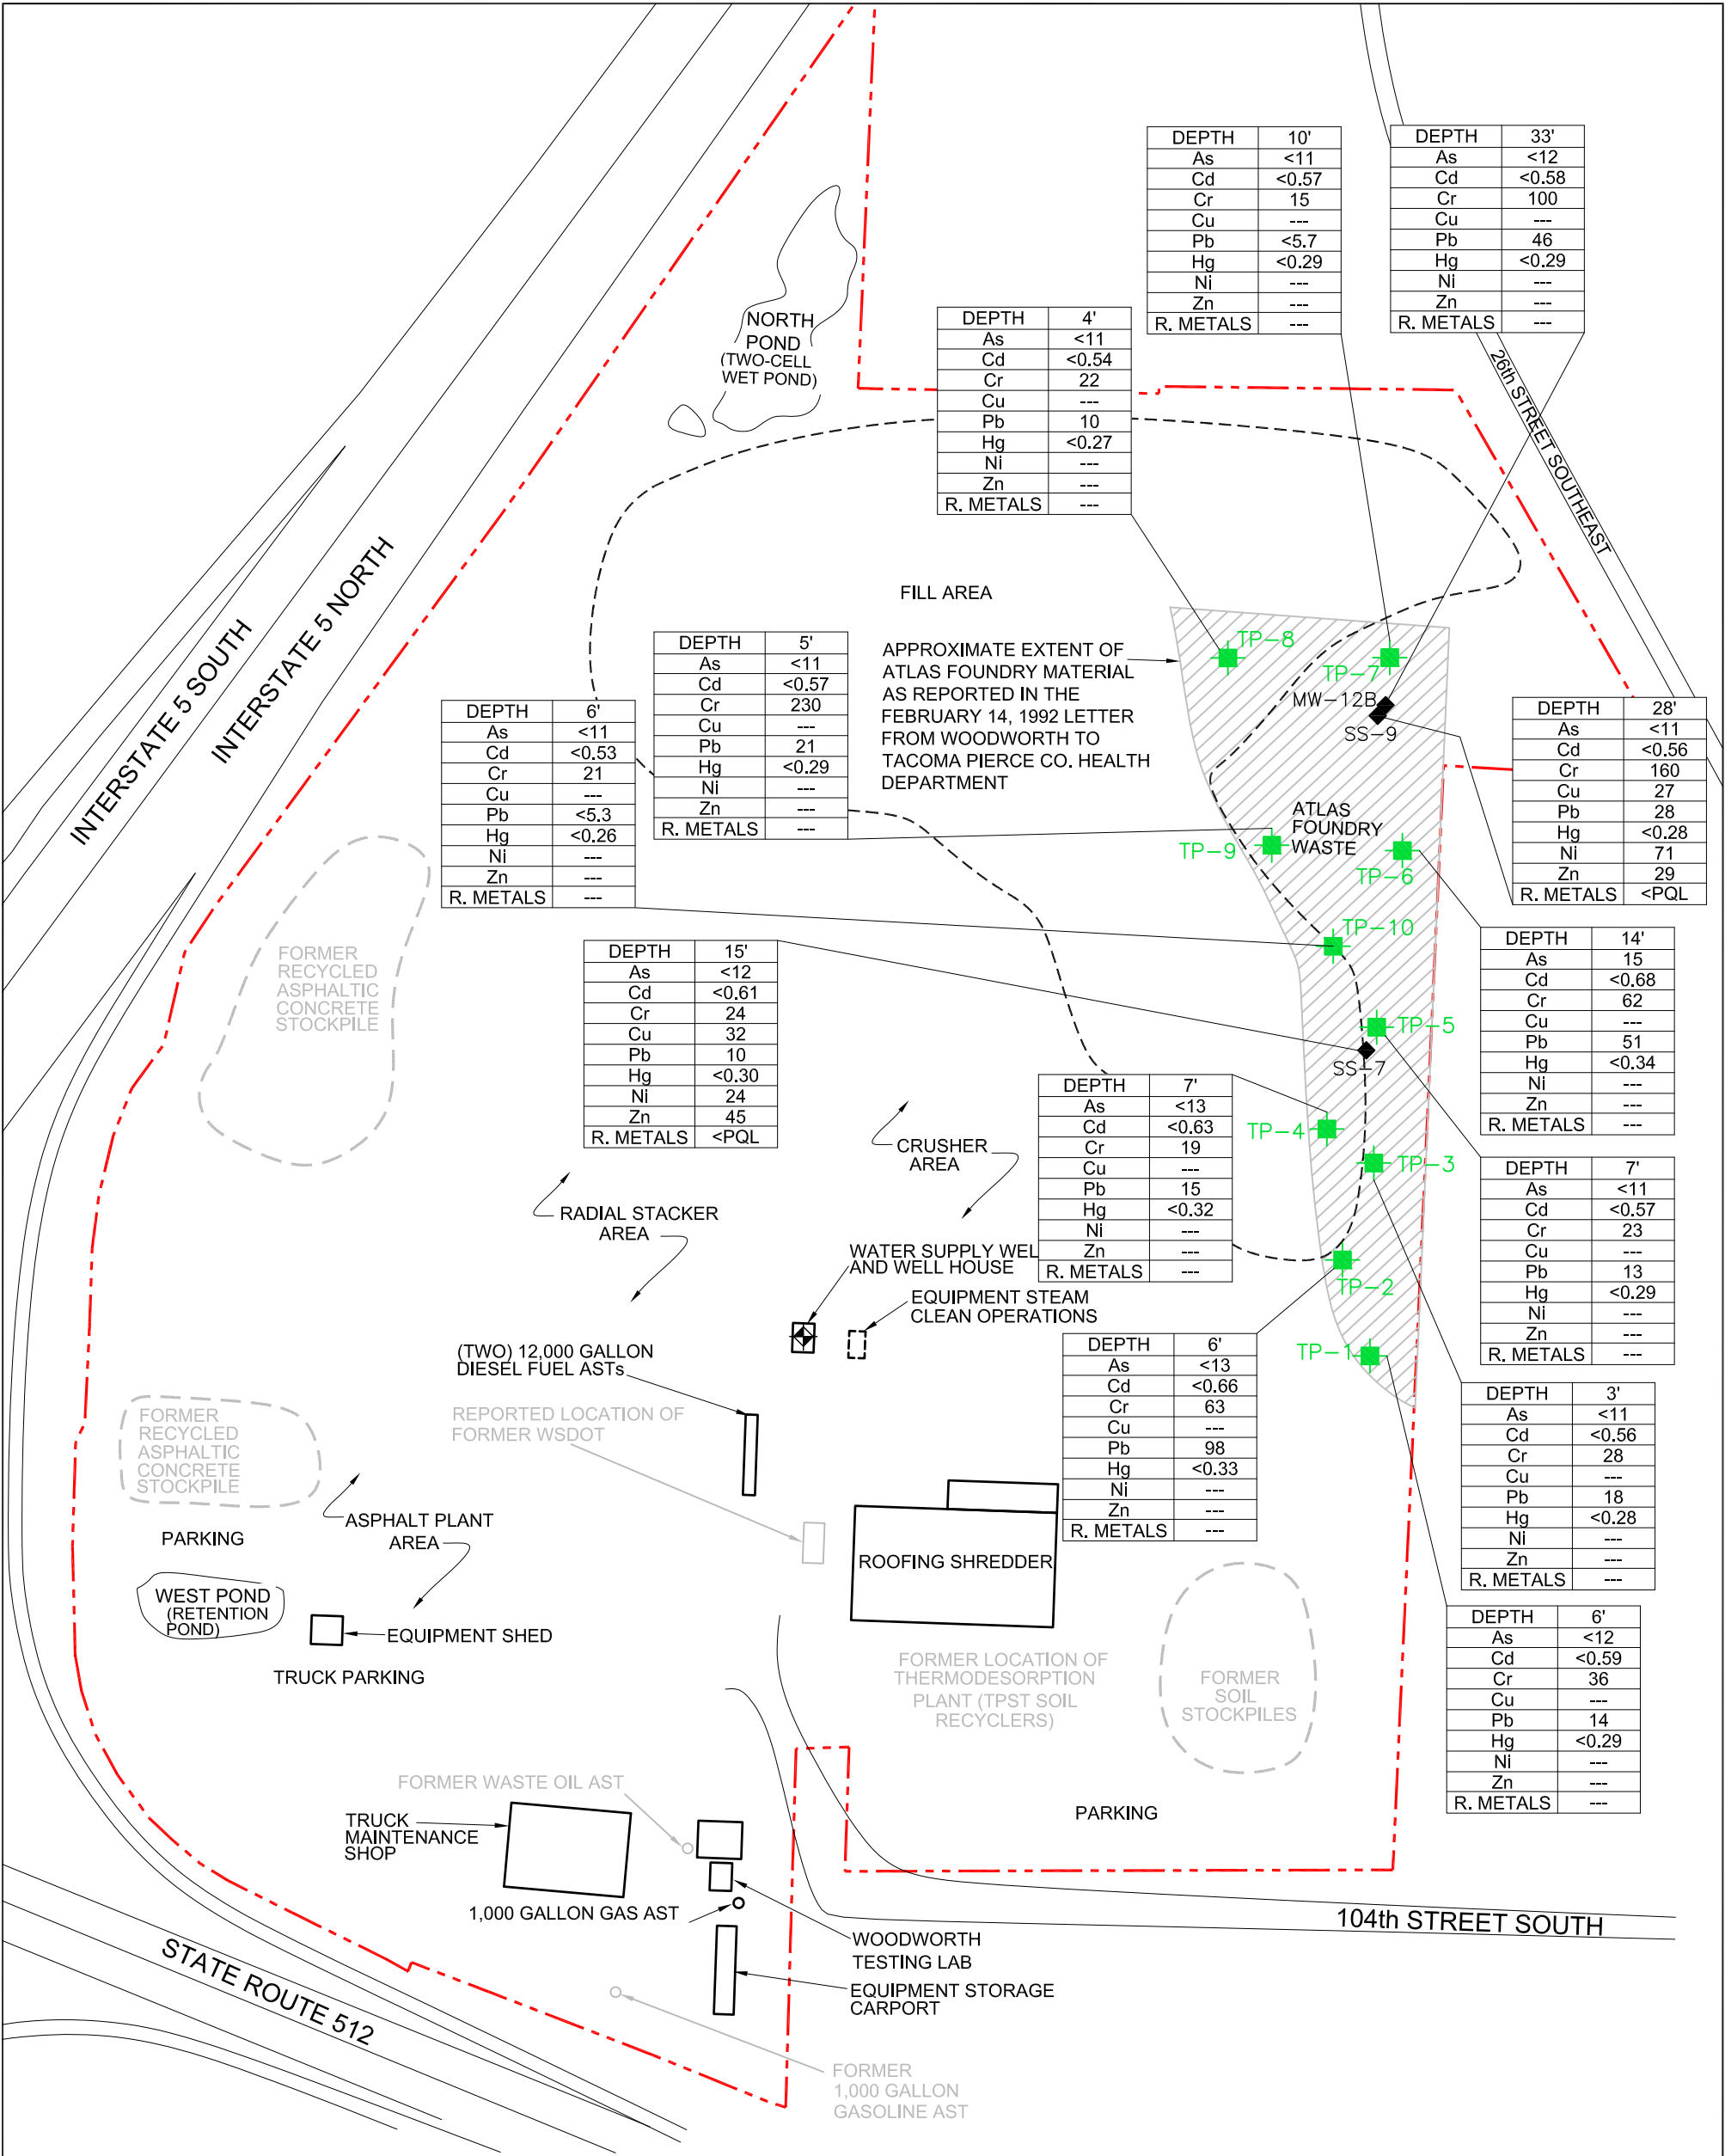 DEPTH 10'
As <11
Cd <0.57
Cr 15
Cu ---
Pb <5.7
Hg <0.29
Ni ---
Zn ---
R. METALS ---
DEPTH 33'
As <12
Cd <0.58
Cr 100
Cu ---
Pb 46
Hg <0.29
Ni ---
Zn ---
R. METALS ---
NORTH
POND
(TWO-CELL
WET POND)
DEPTH 4'
As <11
Cd <0.54
Cr 22
Cu ---
Pb 10
Hg <0.27
Ni ---
Zn ---
R. METALS ---
26th STREET SOUTHEAST
INTERSTATE 5 SOUTH
INTERSTATE 5 NORTH
FILL AREA
APPROXIMATE EXTENT OF
ATLAS FOUNDRY MATERIAL
AS REPORTED IN THE
FEBRUARY 14, 1992 LETTER
FROM WOODWORTH TO
TACOMA PIERCE CO. HEALTH
DEPARTMENT
TP-8
TP-7
MW-12B
SS-9
DEPTH 5'
As <11
Cd <0.57
Cr 230
Cu ---
Pb 21
Hg <0.29
Ni ---
Zn ---
R. METALS ---
DEPTH 6'
As <11
Cd <0.53
Cr 21
Cu ---
Pb <5.3
Hg <0.26
Ni ---
Zn ---
R. METALS ---
DEPTH 28'
As <11
Cd <0.56
Cr 160
Cu 27
Pb 28
Hg <0.28
Ni 71
Zn 29
R. METALS <PQL
ATLAS
FOUNDRY
WASTE
TP-9
TP-6
TP-10
FORMER
RECYCLED
ASPHALTIC
CONCRETE
STOCKPILE
DEPTH 15'
As <12
Cd <0.61
Cr 24
Cu 32
Pb 10
Hg <0.30
Ni 24
Zn 45
R. METALS <PQL
DEPTH 14'
As 15
Cd <0.68
Cr 62
Cu ---
Pb 51
Hg <0.34
Ni ---
Zn ---
R. METALS ---
TP-5
SS-7
DEPTH 7'
As <13
Cd <0.63
Cr 19
Cu ---
Pb 15
Hg <0.32
Ni ---
Zn ---
R. METALS ---
TP-4
TP-3
CRUSHER
AREA
DEPTH 7'
As <11
Cd <0.57
Cr 23
Cu ---
Pb 13
Hg <0.29
Ni ---
Zn ---
R. METALS ---
RADIAL STACKER
AREA
WATER SUPPLY WEL
AND WELL HOUSE
TP-2
EQUIPMENT STEAM
CLEAN OPERATIONS
TP-1
(TWO) 12,000 GALLON
DIESEL FUEL ASTs
DEPTH 6'
As <13
Cd <0.66
Cr 63
Cu ---
Pb 98
Hg <0.33
Ni ---
Zn ---
R. METALS ---
DEPTH 3'
As <11
Cd <0.56
Cr 28
Cu ---
Pb 18
Hg <0.28
Ni ---
Zn ---
R. METALS ---
REPORTED LOCATION OF
FORMER WSDOT
FORMER
RECYCLED
ASPHALTIC
CONCRETE
STOCKPILE
ASPHALT PLANT
AREA
PARKING
ROOFING SHREDDER
WEST POND
(RETENTION
POND)
EQUIPMENT SHED
TRUCK PARKING
FORMER LOCATION OF
THERMODESORPTION
PLANT (TPST SOIL
RECYCLERS)
FORMER
SOIL
STOCKPILES
DEPTH 6'
As <12
Cd <0.59
Cr 36
Cu ---
Pb 14
Hg <0.29
Ni ---
Zn ---
R. METALS ---
FORMER WASTE OIL AST
TRUCK
MAINTENANCE
SHOP
PARKING
1,000 GALLON GAS AST
104th STREET SOUTH
WOODWORTH
TESTING LAB
EQUIPMENT STORAGE
CARPORT
STATE ROUTE 512
FORMER
1,000 GALLON
GASOLINE AST